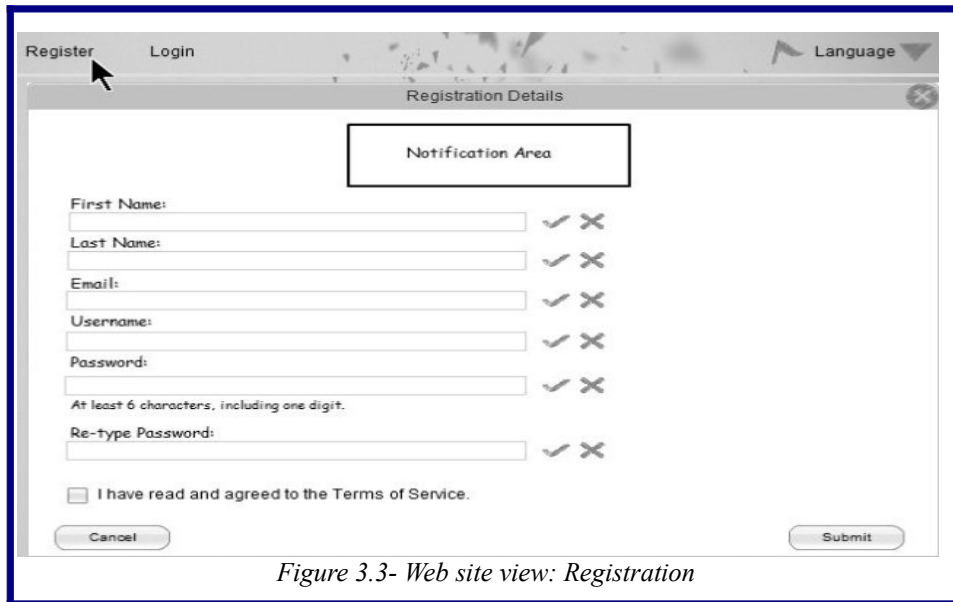 Register Login Language
Registration Details
Notification Area
First Name:
Last Name:
Email:
Username:
Password:
At least 6 characters, including one digit.
Re-type Password:
I have read and agreed to the Terms of Service.
Cancel Submit
Figure 3.3- Web site view: Registration